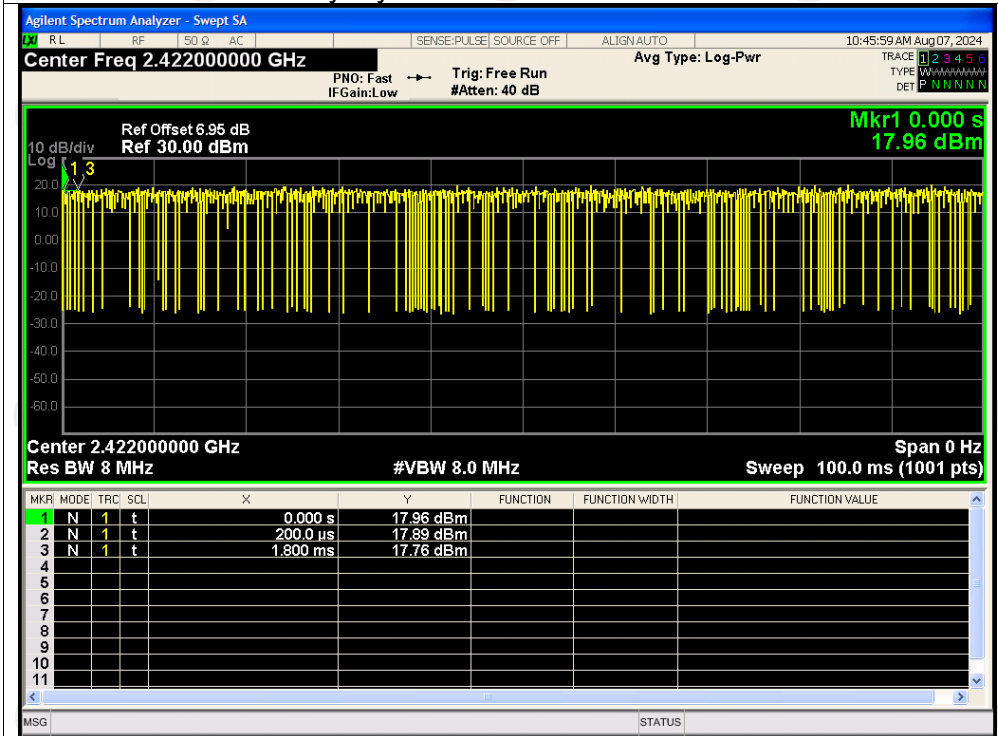 Agilent Spectrum Analyzer - Swept SA
LXI RL RF 50 Ω AC SENSE:PULSE SOURCE OFF ALIGN AUTO 10:45:59 AM Aug 07, 2024
Center Freq 2.422000000 GHz Avg Type: Log-Pwr TRACE 1 2 3 4 5 6
PNO: Fast Trig: Free Run TYPE W
IFGain:Low #Atten: 40 dB DET P N N N N N
Mkr1 0.000 s
17.96 dBm
Ref Offset 6.95 dB
10 dB/div Ref 30.00 dBm
Log
1,3
20.0
10.0
0.00
-10.0
-20.0
-30.0
-40.0
-50.0
-60.0
Center 2.422000000 GHz Span 0 Hz
Res BW 8 MHz #VBW 8.0 MHz Sweep 100.0 ms (1001 pts)
MKR MODE TRC SCL X Y FUNCTION FUNCTION WIDTH FUNCTION VALUE
1 N 1 t 0.000 s 17.96 dBm
2 N 1 t 200.0 µs 17.89 dBm
3 N 1 t 1.800 ms 17.76 dBm
4
5
6
7
8
9
10
11
MSG STATUS